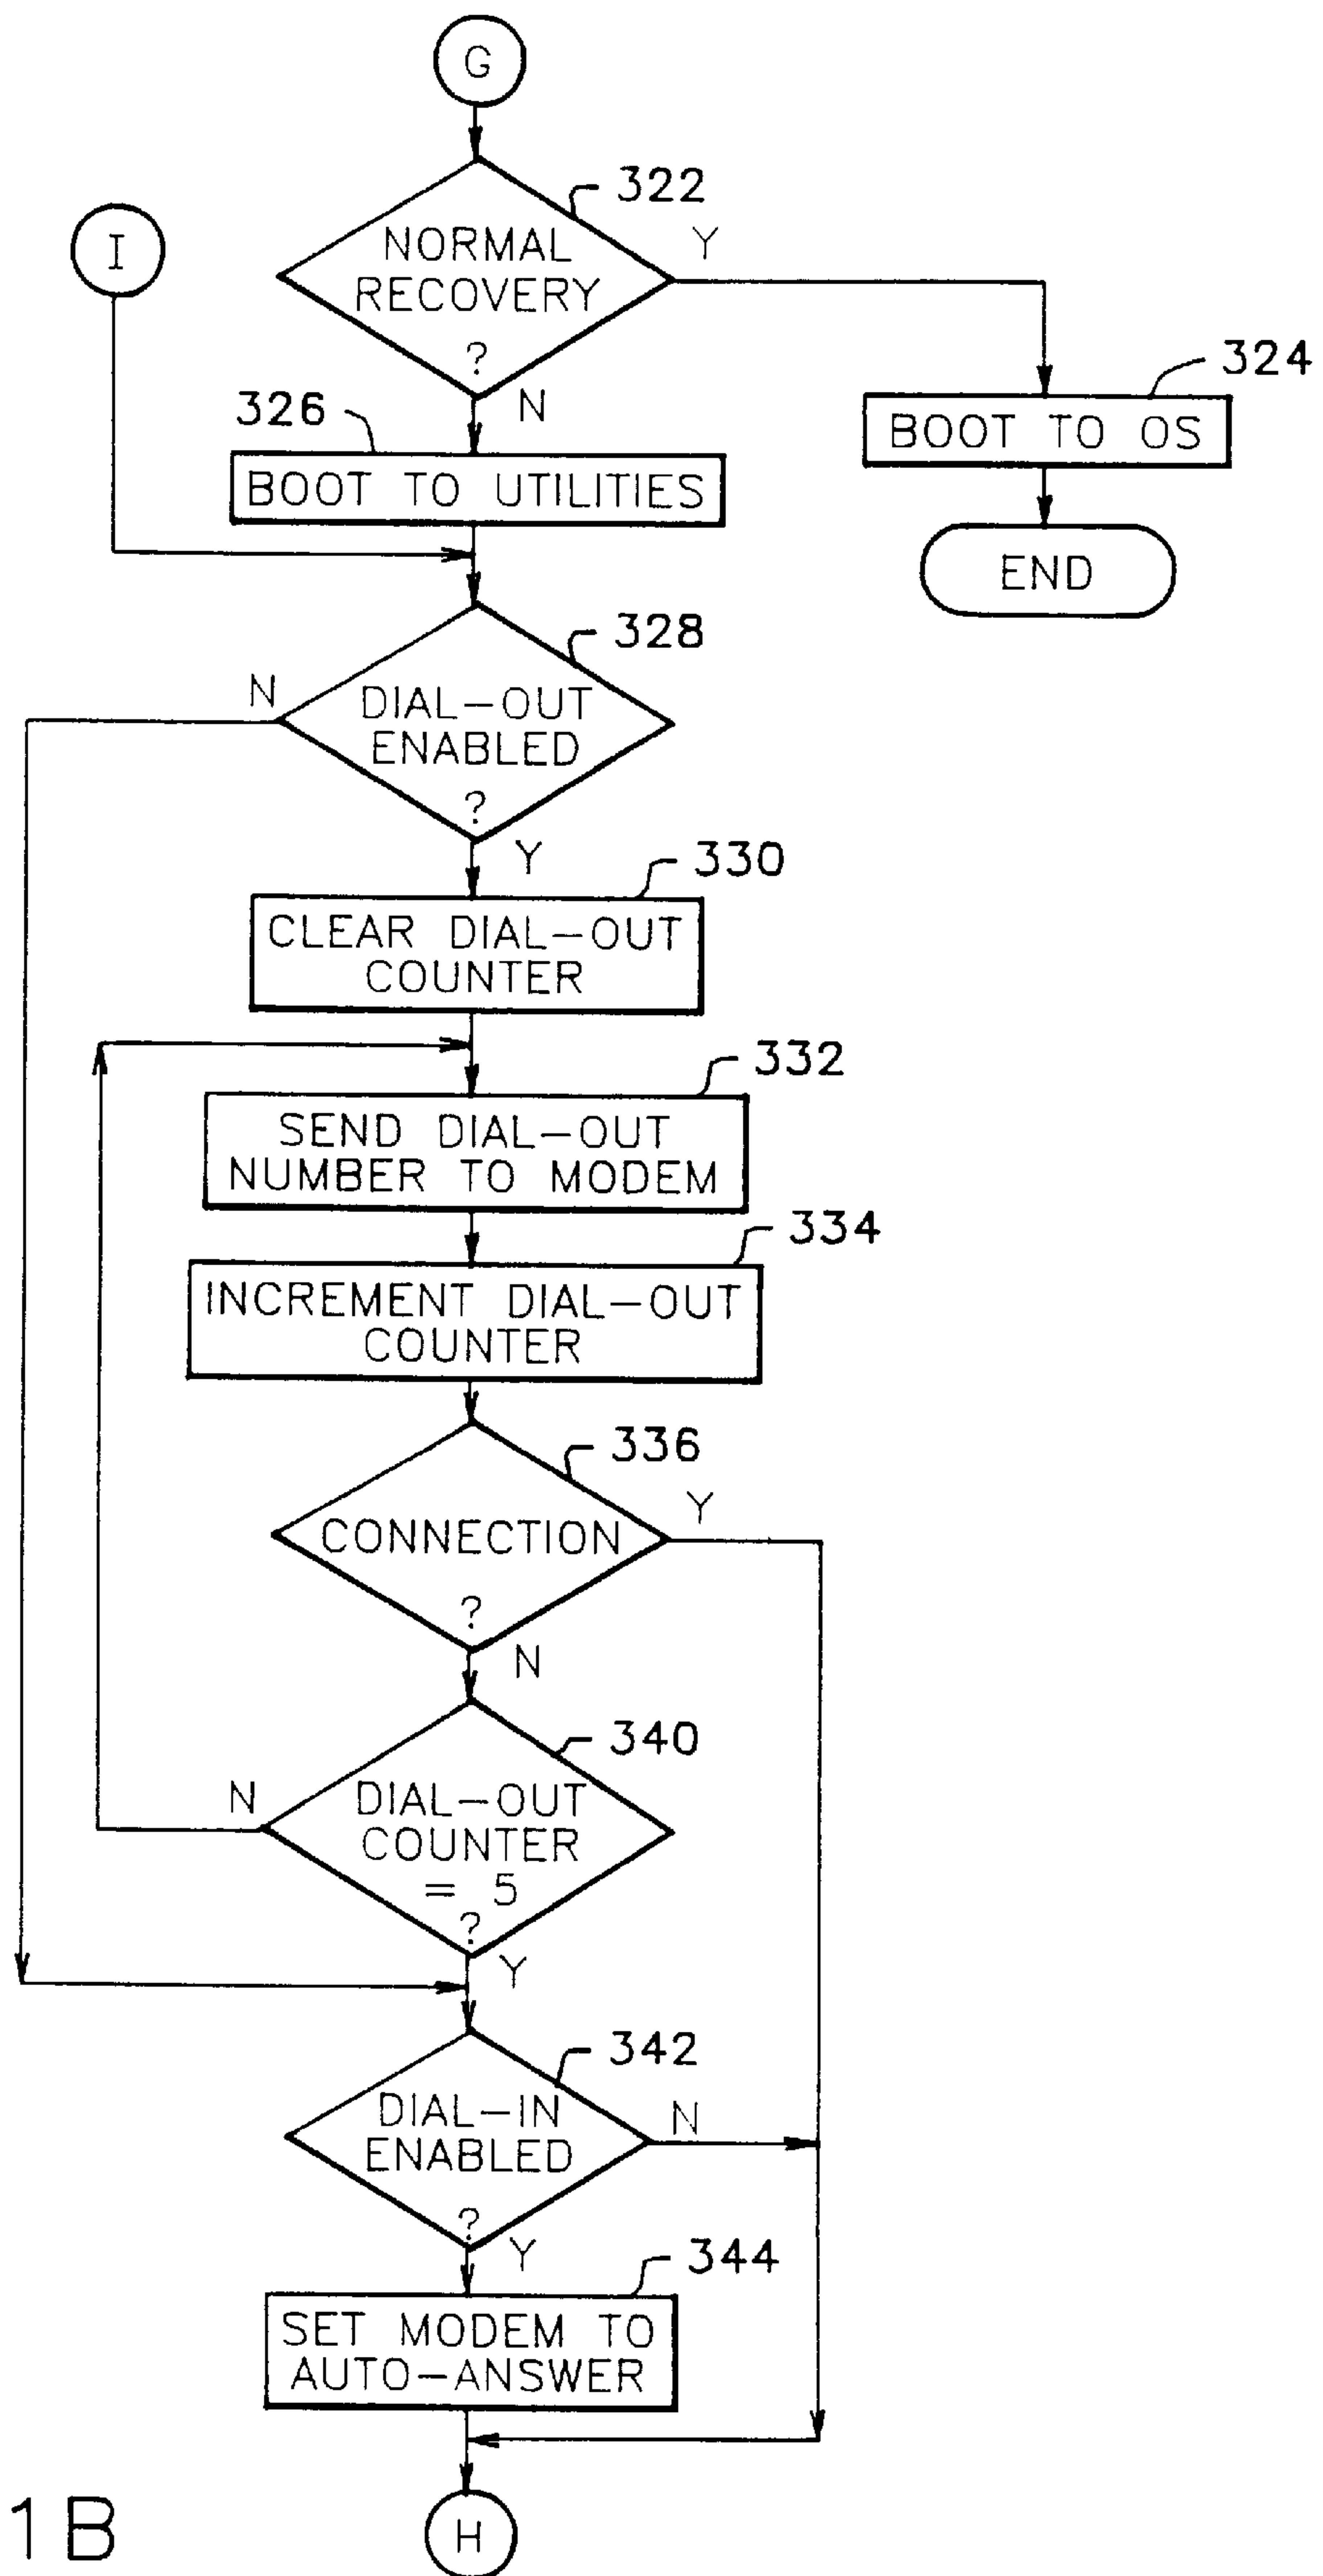 G
322
NORMAL
RECOVERY
?
Y
N
I
324
BOOT TO OS
END
326
BOOT TO UTILITIES
328
DIAL-OUT
ENABLED
?
N
Y
330
CLEAR DIAL-OUT
COUNTER
332
SEND DIAL-OUT
NUMBER TO MODEM
334
INCREMENT DIAL-OUT
COUNTER
336
CONNECTION
?
Y
N
340
DIAL-OUT
COUNTER
= 5
?
N
Y
342
DIAL-IN
ENABLED
?
N
Y
344
SET MODEM TO
AUTO-ANSWER
H
1B